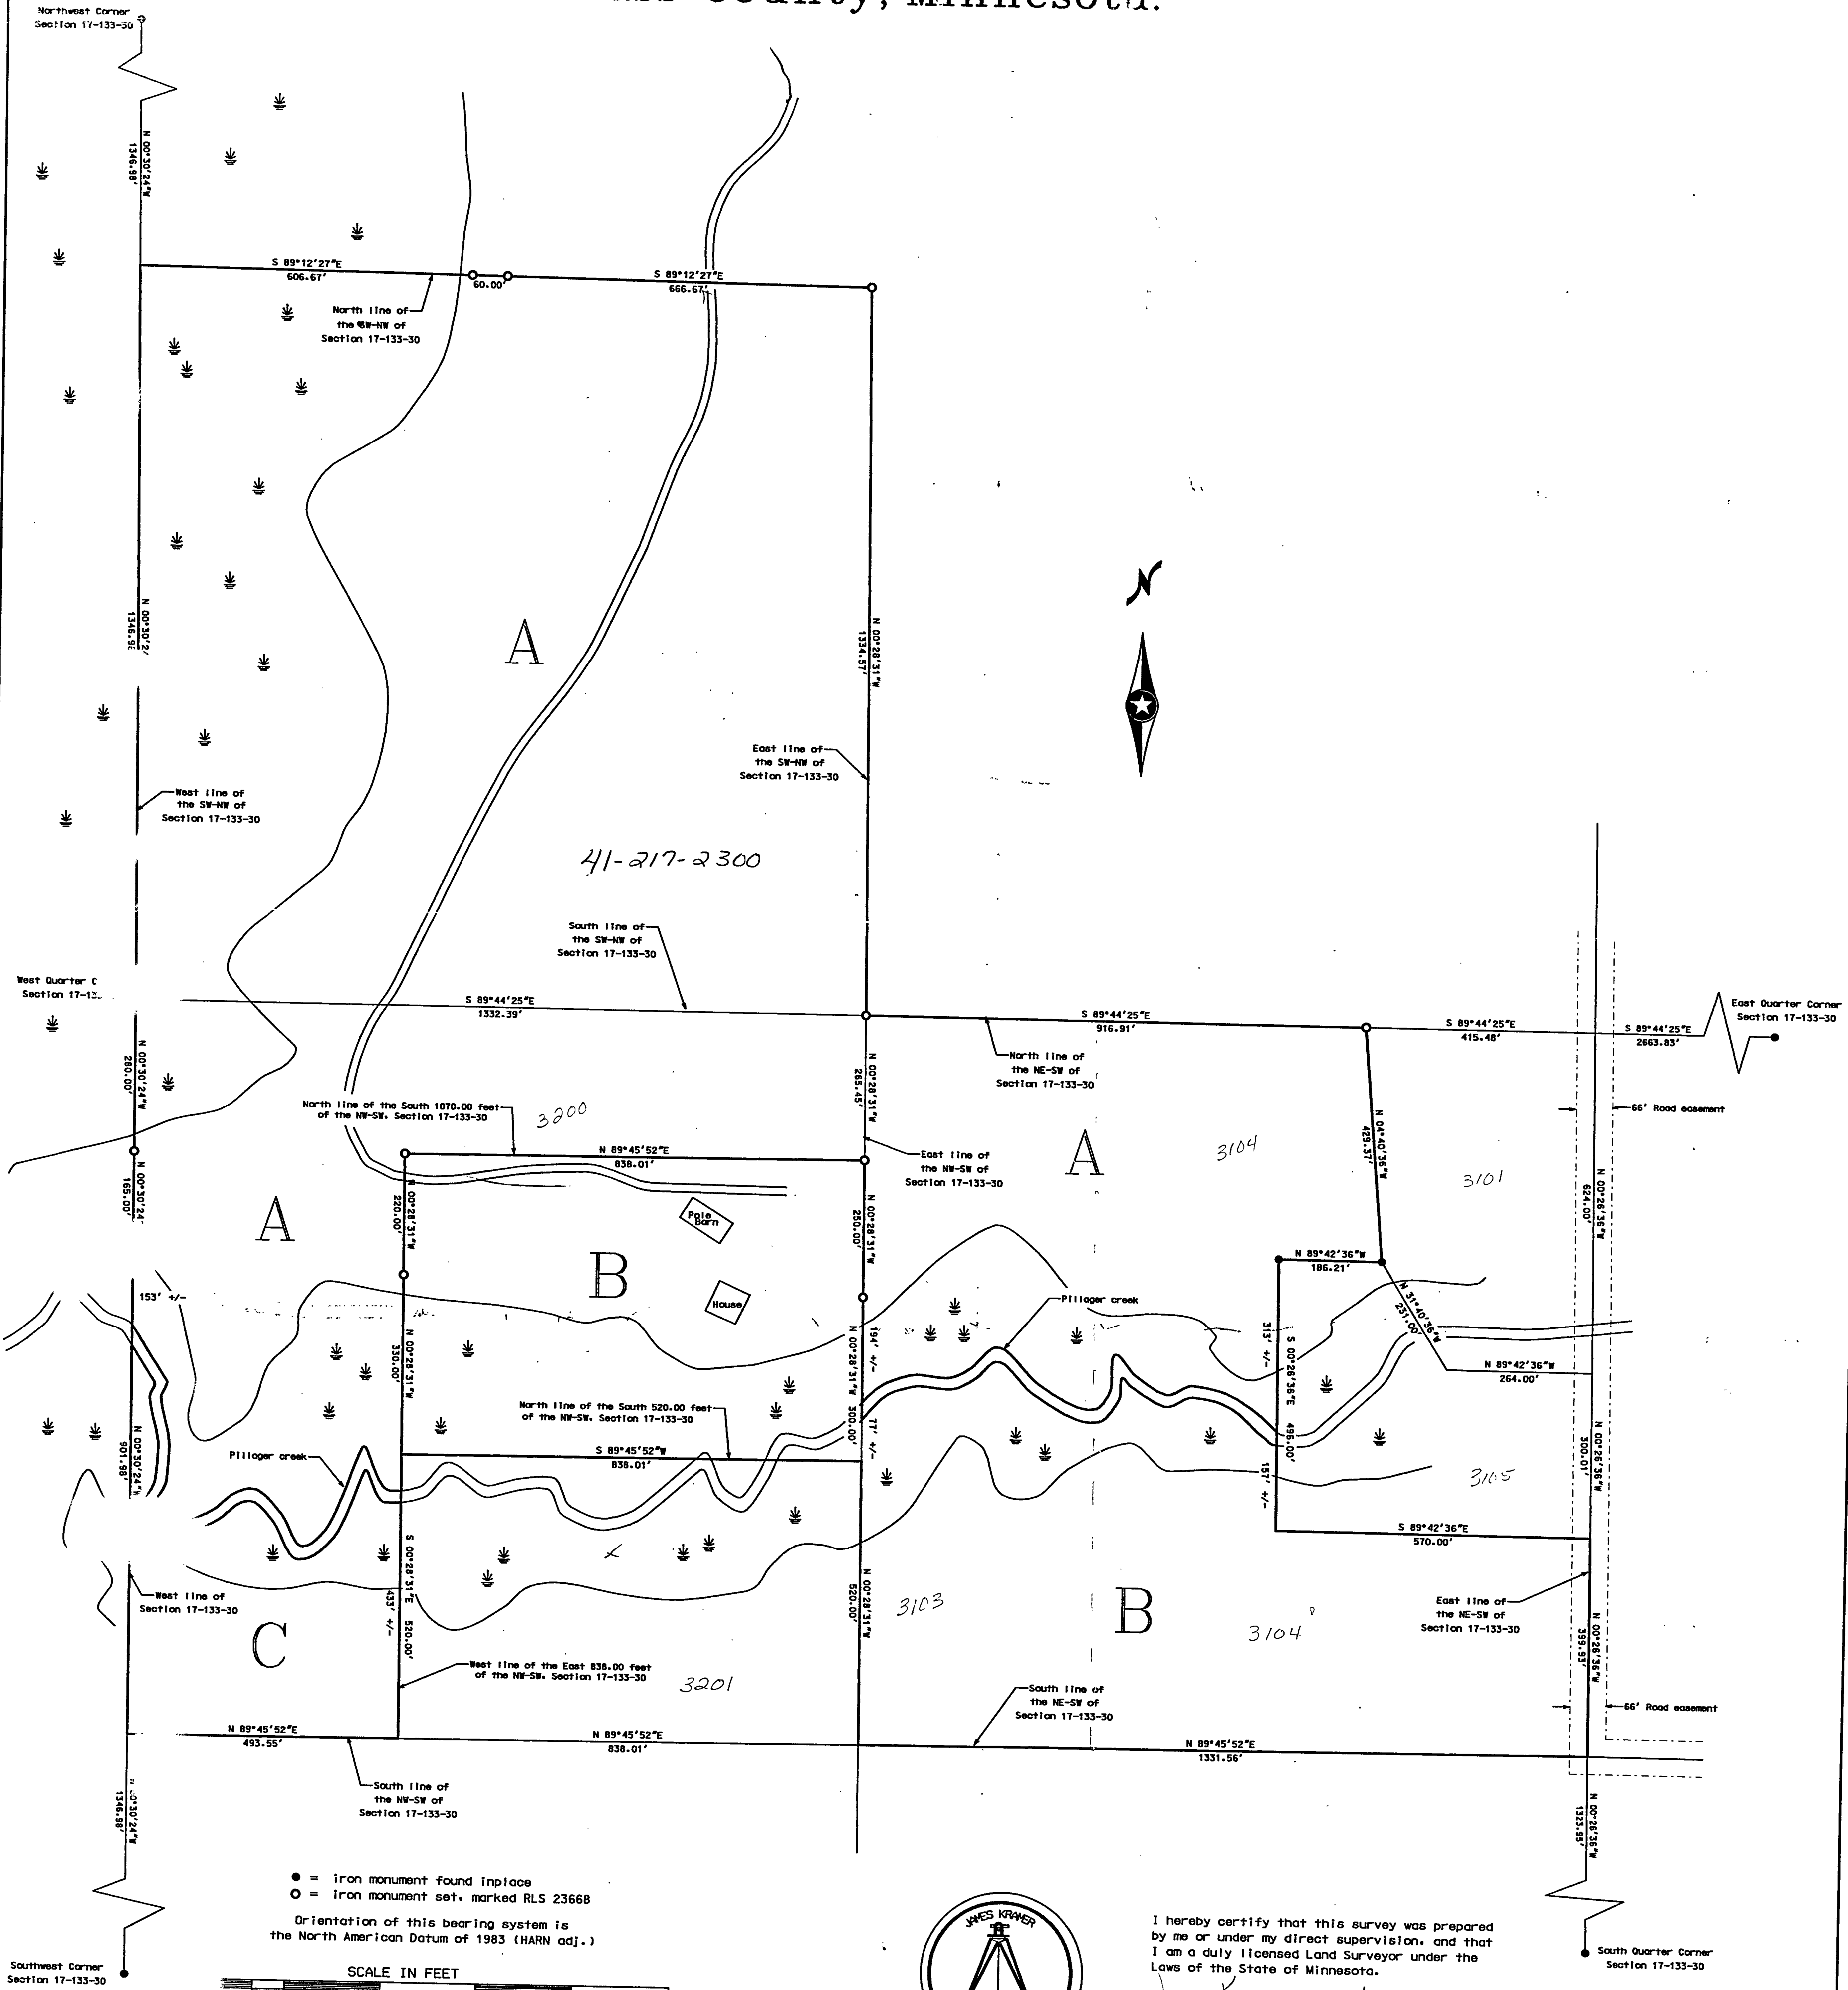 County, Minnesota.
Northwest Corner
Section 17-133-30
N 00°30'24"W
1346.98'
S 89°12'27"E
606.67'
60.00'
S 89°12'27"E
666.67'
North line of
the SW-NW of
Section 17-133-30
N 00°30'2
1346.9
N 00°28'31"W
1334.57'
A
N
East line of
the SW-NW of
Section 17-133-30
West line of
the SW-NW of
Section 17-133-30
41-217-2300
South line of
the SW-NW of
Section 17-133-30
West Quarter C
Section 17-13
S 89°44'25"E
1332.39'
S 89°44'25"E
916.91'
S 89°44'25"E
415.48'
S 89°44'25"E
2663.83'
East Quarter Corner
Section 17-133-30
N 00°30'24"W
280.00'
N 00°28'31"W
265.45'
North line of
the NE-SW of
Section 17-133-30
North line of the South 1070.00 feet
of the NW-SW, Section 17-133-30
3200
66' Road easement
N 04°40'36"W
429.37'
A
3104
3101
N 89°45'52"E
838.01'
East line of
the NW-SW of
Section 17-133-30
N 00°30'24"
165.00'
N 00°28'31"W
220.00'
N 00°28'31"W
250.00'
N 00°26'36"W
624.00'
A
Pole
Barn
B
House
N 89°42'36"W
186.21'
153' +/-
Pillager creek
N 31°40'36"W
231.00'
N 00°28'31"W
330.00'
194' +/-
N 00°28'31"W 300.00'
77' +/-
313' +/-
S 00°26'36"E 496.00'
157' +/-
N 89°42'36"W
264.00'
North line of the South 520.00 feet
of the NW-SW, Section 17-133-30
N 00°30'24"W
901.98'
Pillager creek
S 89°45'52"W
838.01'
N 00°26'36"W
300.01'
3105
S 89°42'36"E
570.00'
S 00°28'31"E 520.00'
433' +/-
N 00°28'31"W
520.00'
West line of
Section 17-133-30
3103
B
3104
East line of
the NE-SW of
Section 17-133-30
N 00°26'36"W
399.93'
C
West line of the East 838.00 feet
of the NW-SW, Section 17-133-30
3201
South line of
the NE-SW of
Section 17-133-30
66' Road easement
N 89°45'52"E
493.55'
N 89°45'52"E
838.01'
N 89°45'52"E
1331.56'
South line of
the NW-SW of
Section 17-133-30
30'24"W
1346.98'
N 00°26'36"W
1323.95'
● = iron monument found inplace
○ = iron monument set, marked RLS 23668
Orientation of this bearing system is
the North American Datum of 1983 (HARN adj.)
SCALE IN FEET
JAMES KRAMER
I hereby certify that this survey was prepared
by me or under my direct supervision, and that
I am a duly licensed Land Surveyor under the
Laws of the State of Minnesota.
Southwest Corner
Section 17-133-30
South Quarter Corner
Section 17-133-30